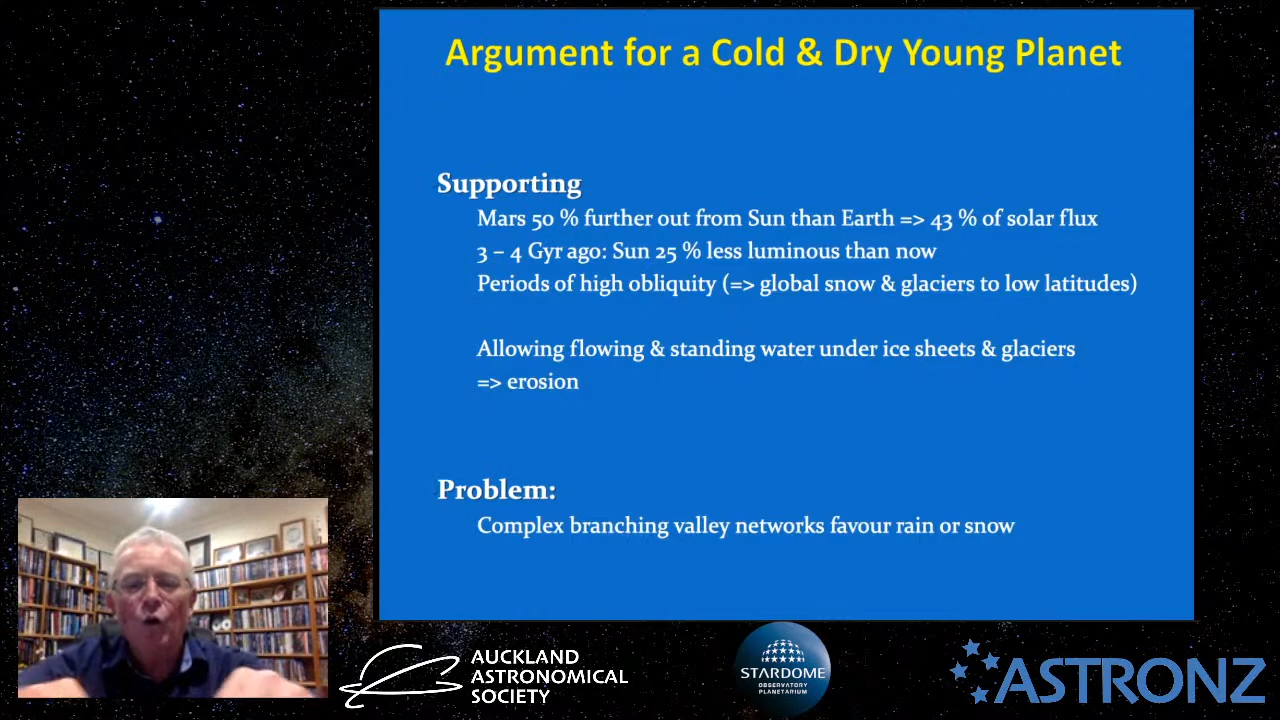 Argument for a Cold & Dry Young Planet
Supporting
Mars 50 % further out from Sun than Earth => 43 % of solar flux
3 – 4 Gyr ago: Sun 25 % less luminous than now
Periods of high obliquity (=> global snow & glaciers to low latitudes)
Allowing flowing & standing water under ice sheets & glaciers
=> erosion
Problem:
Complex branching valley networks favour rain or snow
AUCKLAND
ASTRONOMICAL
SOCIETY
STARDOME
OBSERVATORY
PLANETARIUM
ASTRONZ